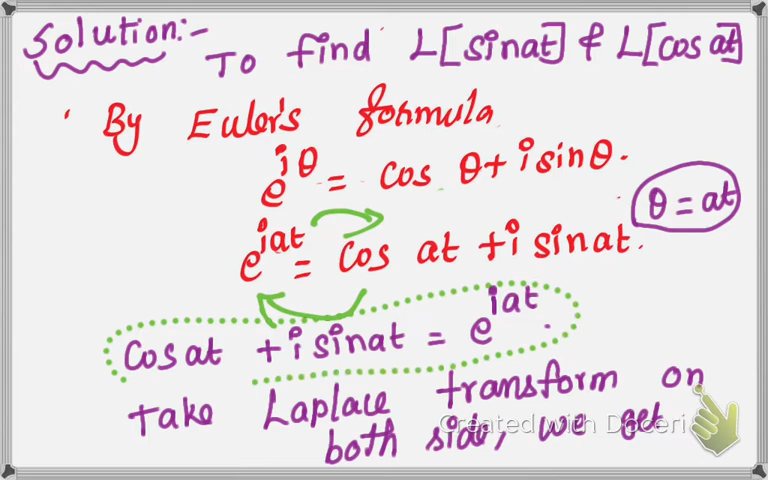 Solution:-
To find L[sinat] & L[cos at]
By Euler's formula
e^iθ = cos θ + i sinθ.
θ = at
e^iat = cos at + i sinat.
Cosat + i sinat = e^iat.
Take Laplace transform on
both side, we get
Created with Doceri